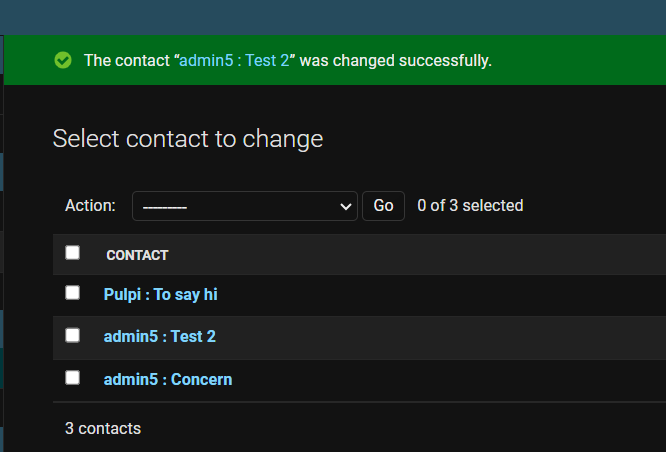 The contact “admin5 : Test 2” was changed successfully.
Select contact to change
Action: --------- Go 0 of 3 selected
CONTACT
Pulpi : To say hi
admin5 : Test 2
admin5 : Concern
3 contacts